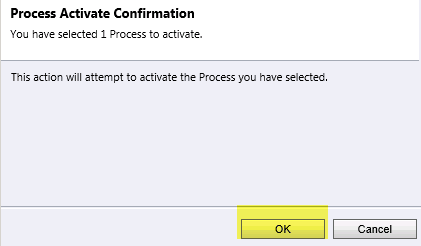 Process Activate Confirmation
You have selected 1 Process to activate.
This action will attempt to activate the Process you have selected.
OK
Cancel